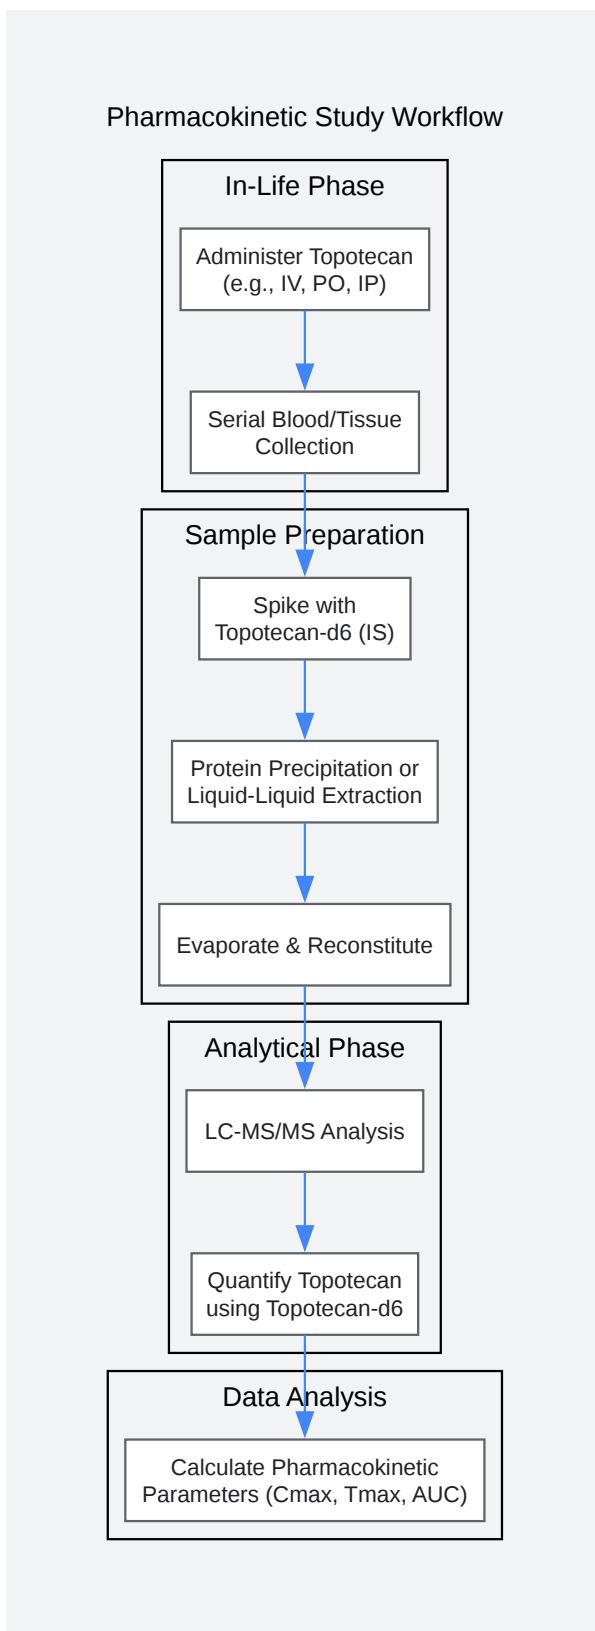 Pharmacokinetic Study Workflow
In-Life Phase
Administer Topotecan
(e.g., IV, PO, IP)
Serial Blood/Tissue
Collection
Sample Preparation
Spike with
Topotecan-d6 (IS)
Protein Precipitation or
Liquid-Liquid Extraction
Evaporate & Reconstitute
Analytical Phase
LC-MS/MS Analysis
Quantify Topotecan
using Topotecan-d6
Data Analysis
Calculate Pharmacokinetic
Parameters (Cmax, Tmax, AUC)